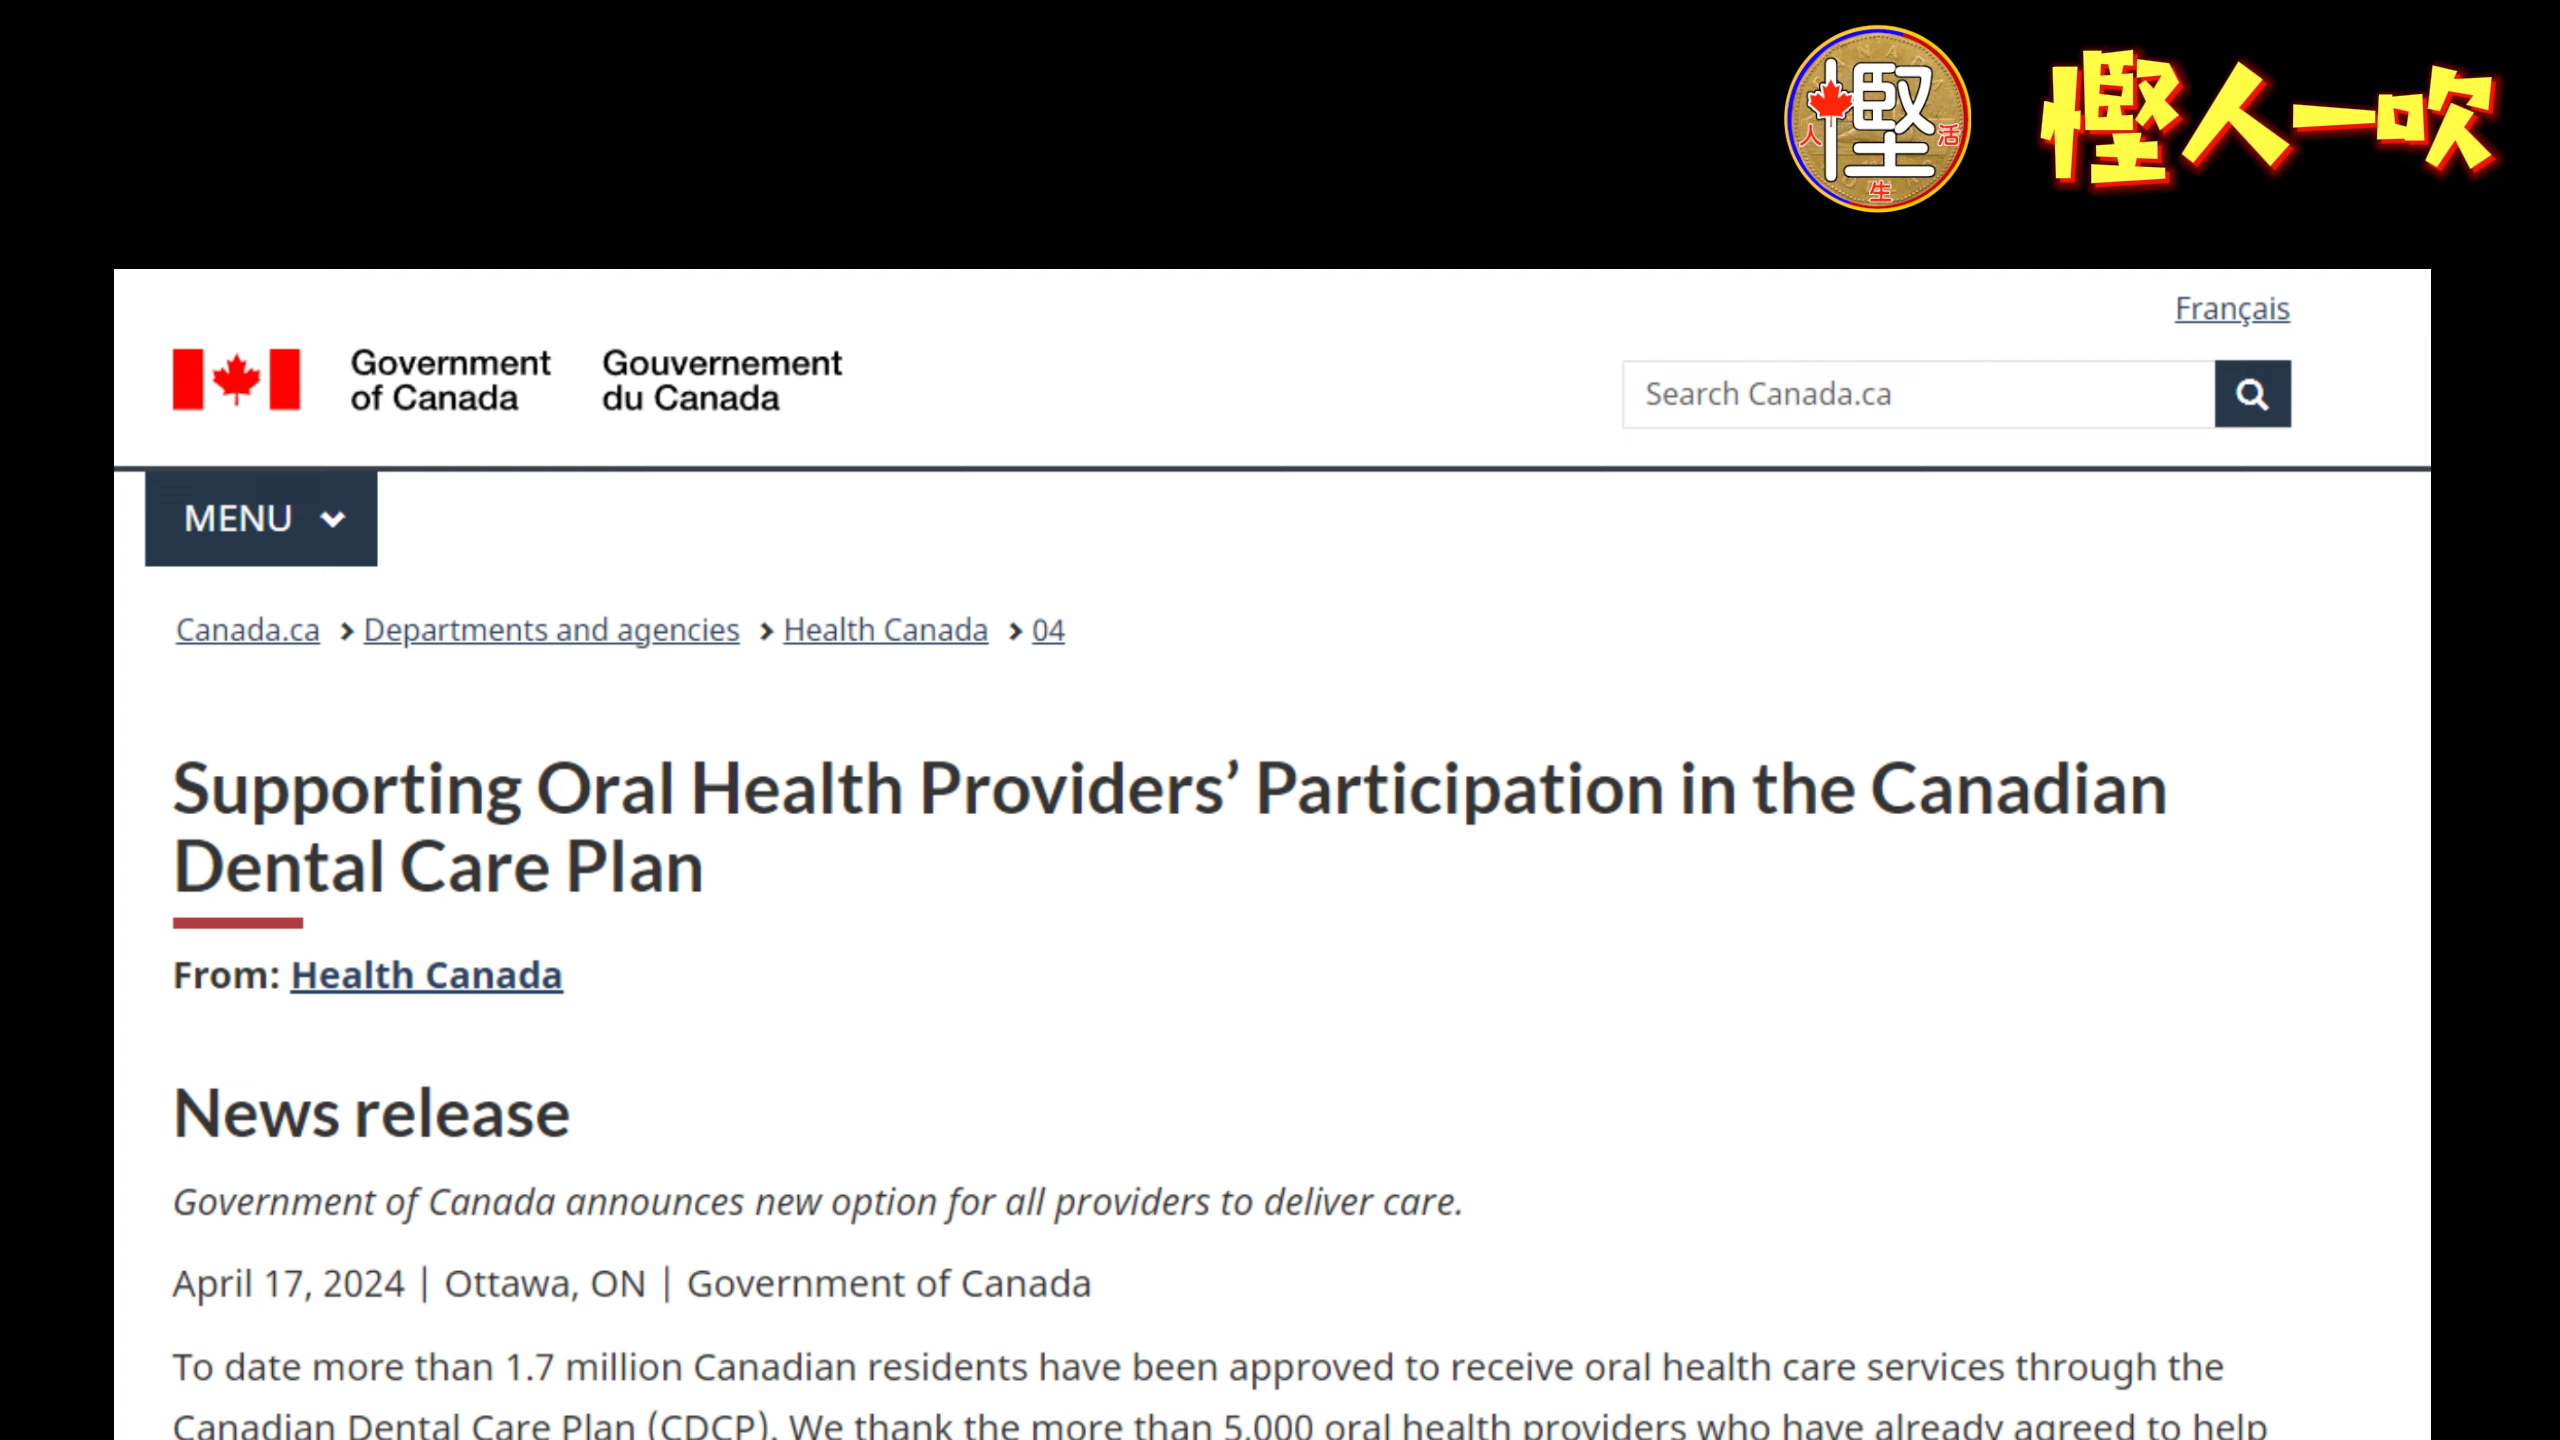 慳
人 活
生
慳人一吹
Français
Government of Canada
Gouvernement du Canada
Search Canada.ca
MENU
Canada.ca > Departments and agencies > Health Canada > 04
Supporting Oral Health Providers’ Participation in the Canadian
Dental Care Plan
From: Health Canada
News release
Government of Canada announces new option for all providers to deliver care.
April 17, 2024 | Ottawa, ON | Government of Canada
To date more than 1.7 million Canadian residents have been approved to receive oral health care services through the
Canadian Dental Care Plan (CDCP). We thank the more than 5,000 oral health providers who have already agreed to help